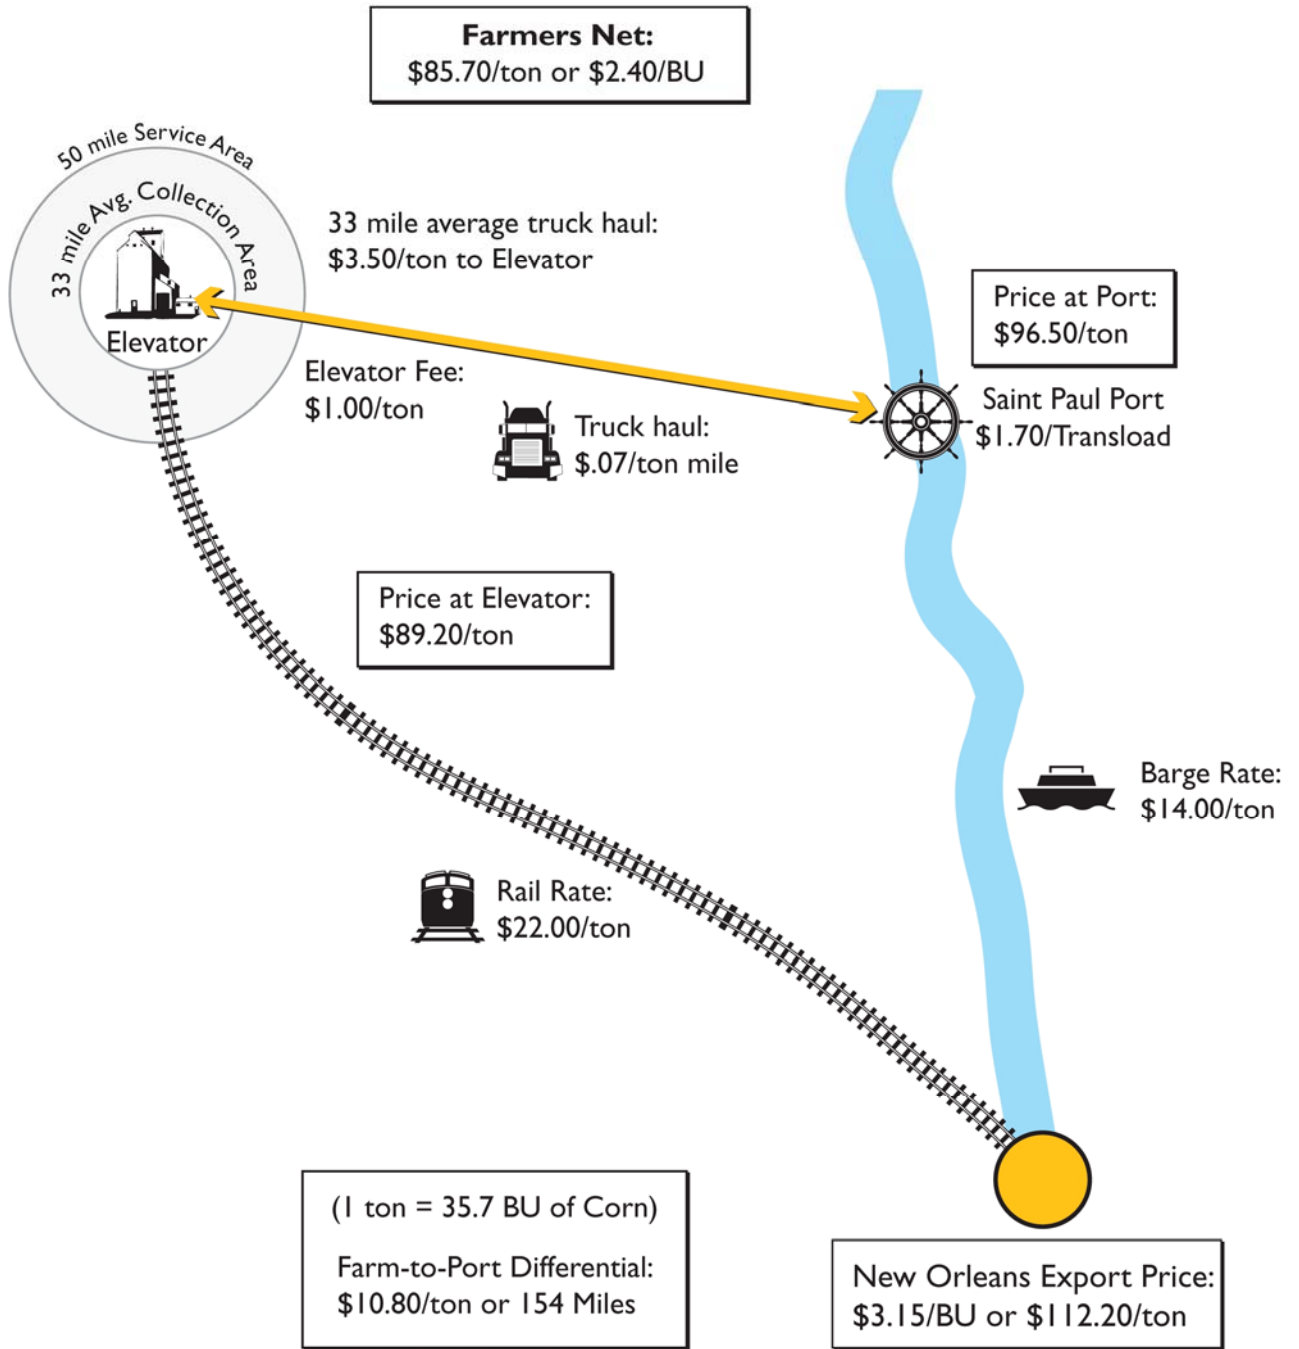 Farmers Net:
$85.70/ton or $2.40/BU
50 mile Service Area
33 mile Avg. Collection Area
Elevator
33 mile average truck haul:
$3.50/ton to Elevator
Elevator Fee:
$1.00/ton
Truck haul:
$.07/ton mile
Price at Port:
$96.50/ton
Saint Paul Port
$1.70/Transload
Price at Elevator:
$89.20/ton
Barge Rate:
$14.00/ton
Rail Rate:
$22.00/ton
(1 ton = 35.7 BU of Corn)
Farm-to-Port Differential:
$10.80/ton or 154 Miles
New Orleans Export Price:
$3.15/BU or $112.20/ton